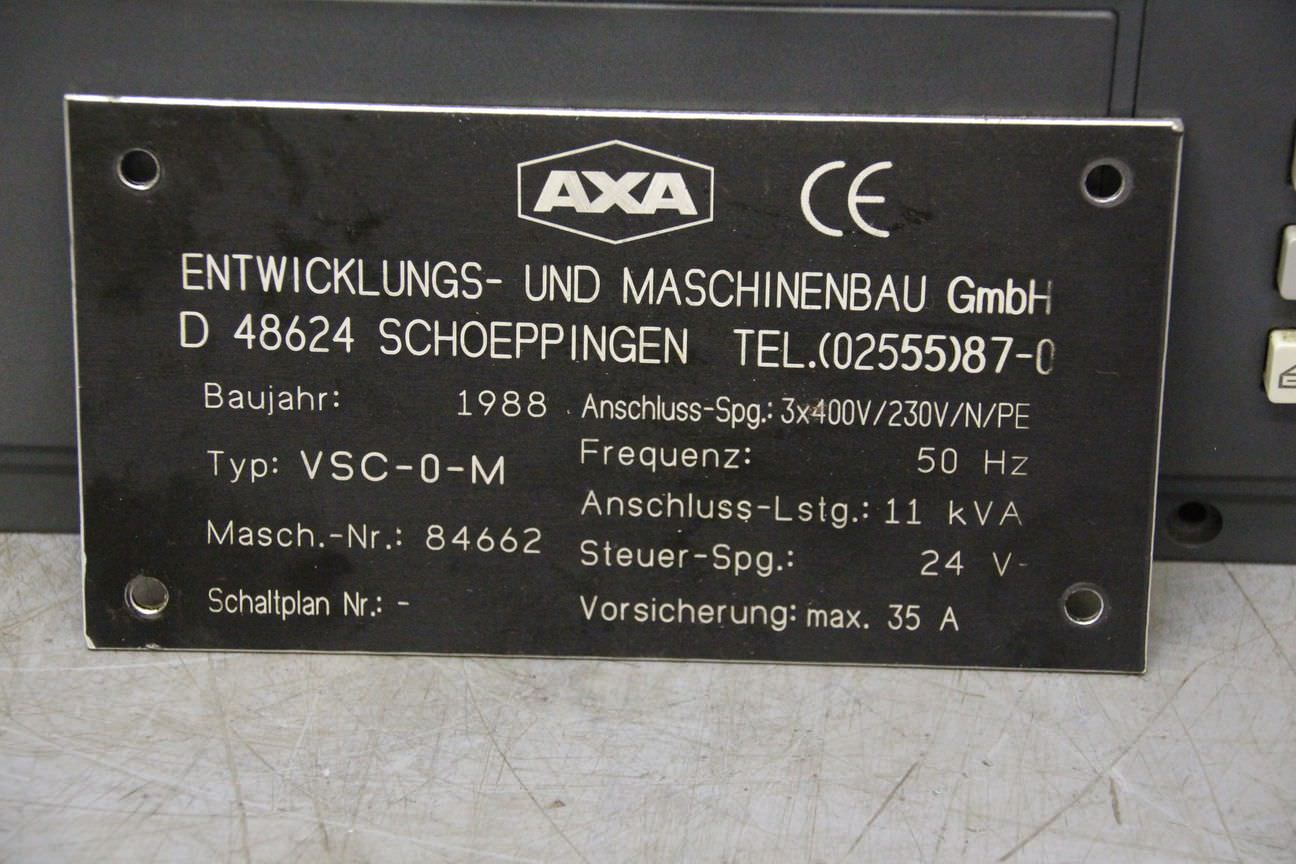 AXA CE
ENTWICKLUNGS- UND MASCHINENBAU GmbH
D 48624 SCHOEPPINGEN TEL.(02555)87-0
Baujahr: 1988 Anschluss-Spg.: 3x400V/230V/N/PE
Frequenz: 50 Hz
Typ: VSC-0-M
Anschluss-Lstg.: 11 kVA
Masch.-Nr.: 84662
Steuer-Spg.: 24 V-
Schaltplan Nr.: -
Vorsicherung: max. 35 A